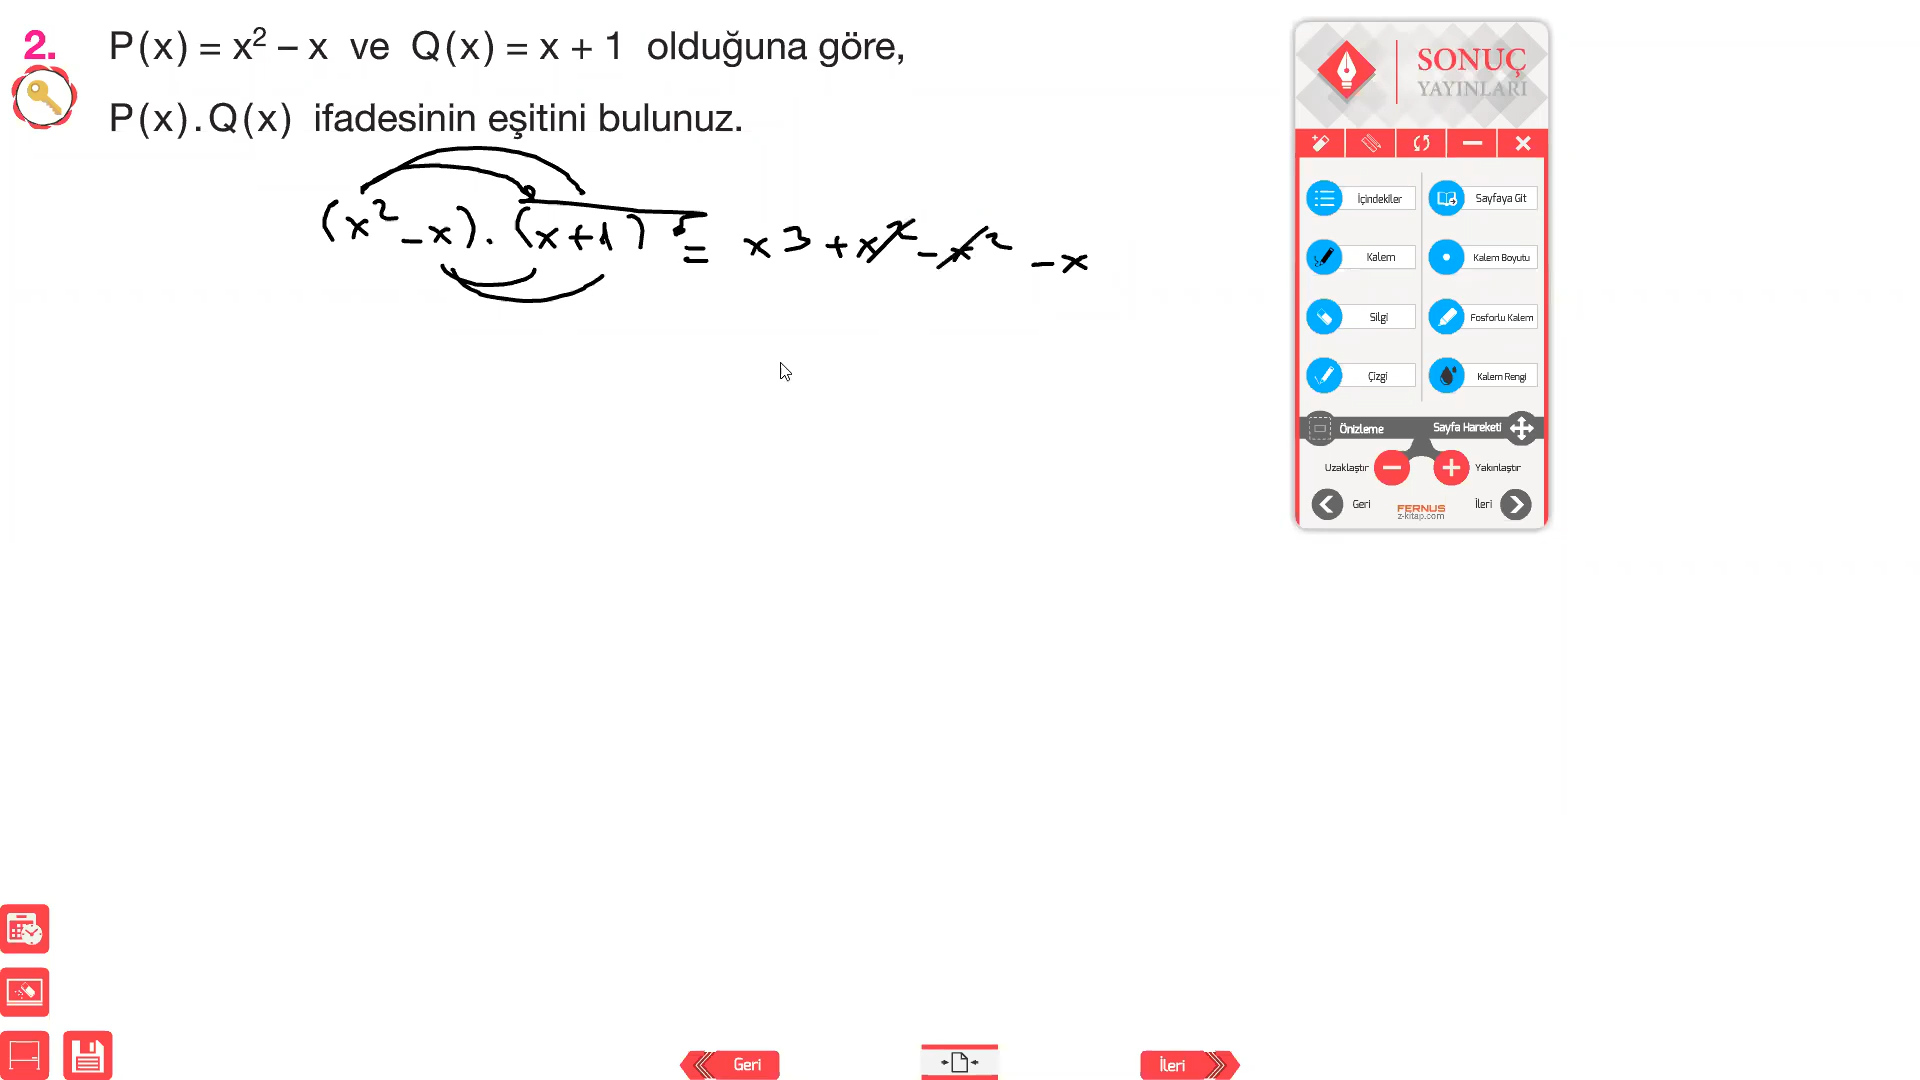 2. P(x) = x² – x ve Q(x) = x + 1 olduğuna göre,
P(x).Q(x) ifadesinin eşitini bulunuz.
(x² – x) . (x + 1) = x³ + x² – x² – x
SONUÇ
YAYINLARI
İçindekiler
Sayfaya Git
Kalem
Kalem Boyutu
Silgi
Fosforlu Kalem
Çizgi
Kalem Rengi
Önizleme
Sayfa Hareketi
Uzaklaştır
Yakınlaştır
Geri
FERNUS
z-kitap.com
İleri
Geri
İleri